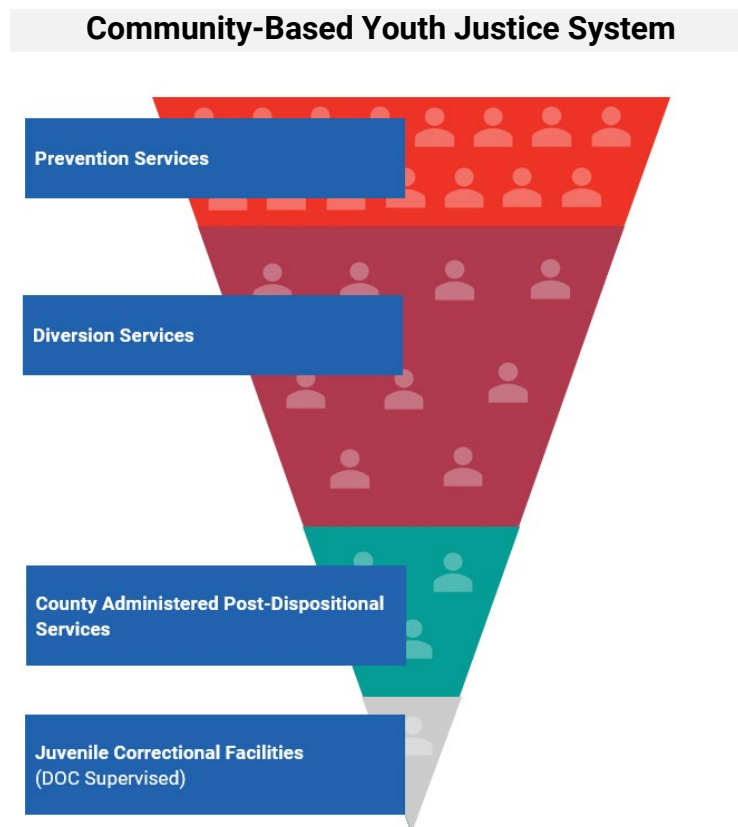 Community-Based Youth Justice System
Prevention Services
Diversion Services
County Administered Post-Dispositional
Services
Juvenile Correctional Facilities
(DOC Supervised)